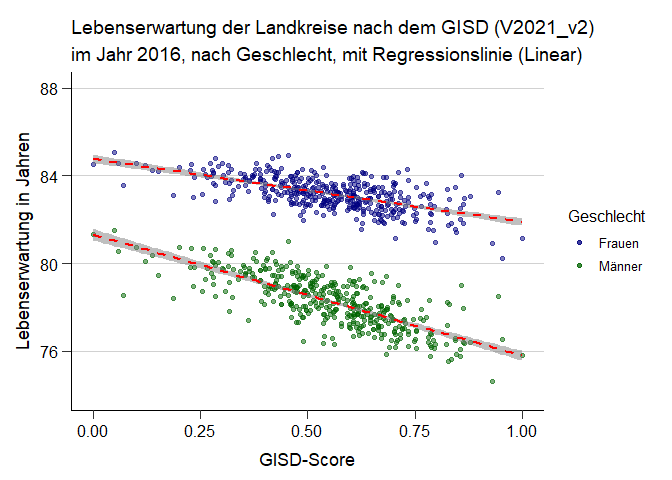 Lebenserwartung der Landkreise nach dem GISD (V2021_v2)
im Jahr 2016, nach Geschlecht, mit Regressionslinie (Linear)
Lebenserwartung in Jahren
88
84
80
76
0.00
0.25
0.50
0.75
1.00
GISD-Score
Geschlecht
Frauen
Männer